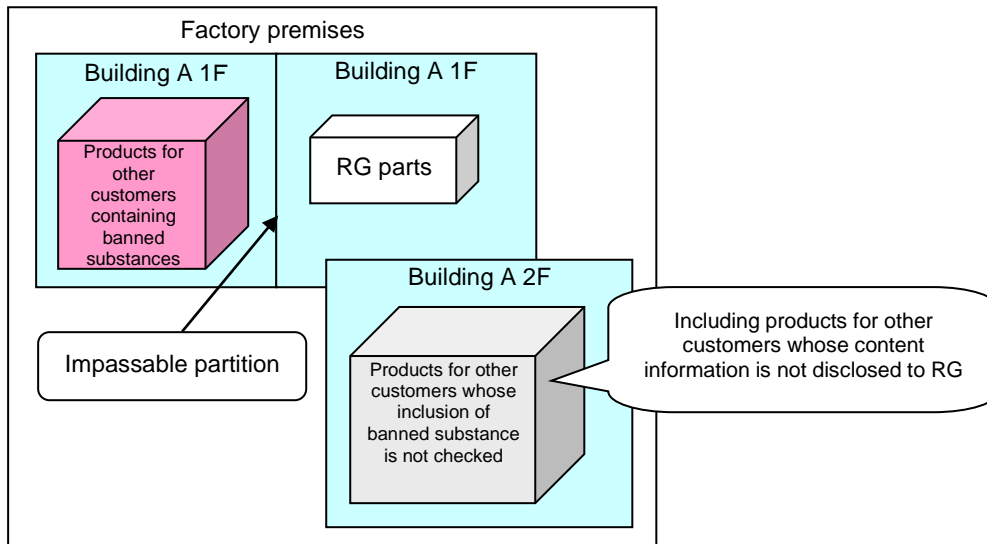 Factory premises
Building A 1F
Building A 1F
Products for
other
customers
containing
banned
substances
RG parts
Building A 2F
Impassable partition
Products for other
customers whose
inclusion of
banned substance
is not checked
Including products for other
customers whose content
information is not disclosed to RG